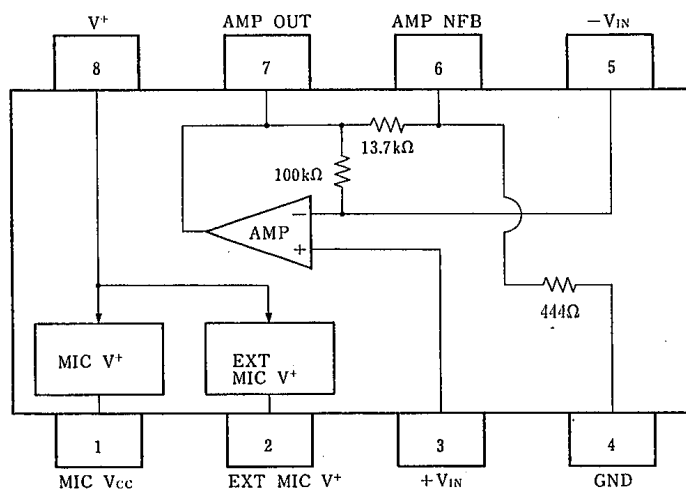 V⁺
AMP OUT
AMP NFB
−VIN
8
7
6
5
13.7kΩ
100kΩ
−
AMP
+
444Ω
MIC V⁺
EXT
MIC V⁺
1
2
3
4
MIC Vcc
EXT MIC V⁺
+VIN
GND